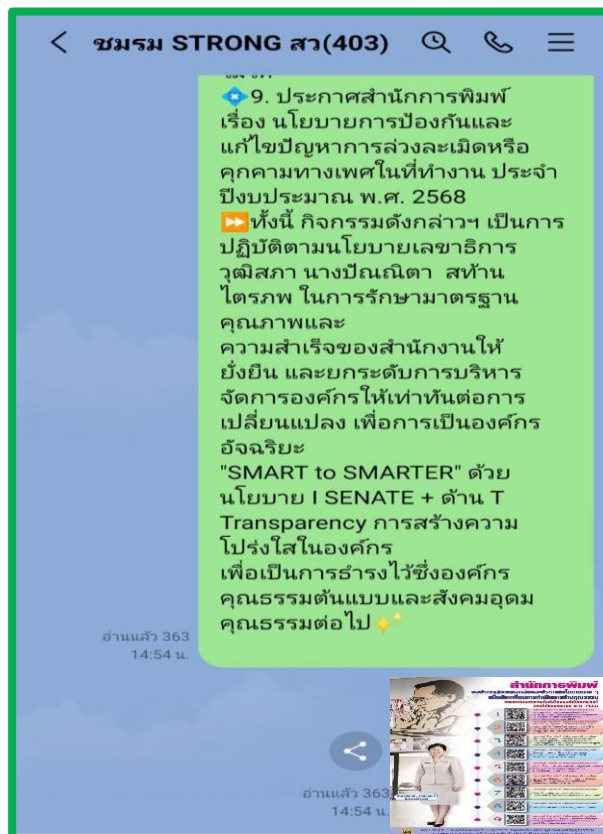 ชมรม STRONG สว(403)
💠9. ประกาศสำนักการพิมพ์
เรื่อง นโยบายการป้องกันและ
แก้ไขปัญหาการล่วงละเมิดหรือ
คุกคามทางเพศในที่ทำงาน ประจำ
ปีงบประมาณ พ.ศ. 2568
⏩ทั้งนี้ กิจกรรมดังกล่าวฯ เป็นการ
ปฏิบัติตามนโยบายเลขาธิการ
วุฒิสภา นางปัณณิตา สท้าน
ไตรภพ ในการรักษามาตรฐาน
คุณภาพและ
ความสำเร็จของสำนักงานให้
ยั่งยืน และยกระดับการบริหาร
จัดการองค์กรให้เท่าทันต่อการ
เปลี่ยนแปลง เพื่อการเป็นองค์กร
อัจฉริยะ
"SMART to SMARTER" ด้วย
นโยบาย I SENATE + ด้าน T
Transparency การสร้างความ
โปร่งใสในองค์กร
เพื่อเป็นการธำรงไว้ซึ่งองค์กร
คุณธรรมต้นแบบและสังคมอุดม
คุณธรรมต่อไป✨
อ่านแล้ว 363
14:54 น.
สำนักการพิมพ์
อ่านแล้ว 363
14:54 น.